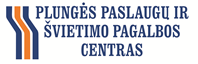 PLUNGĖS PASLAUGŲ IR
ŠVIETIMO PAGALBOS
CENTRAS